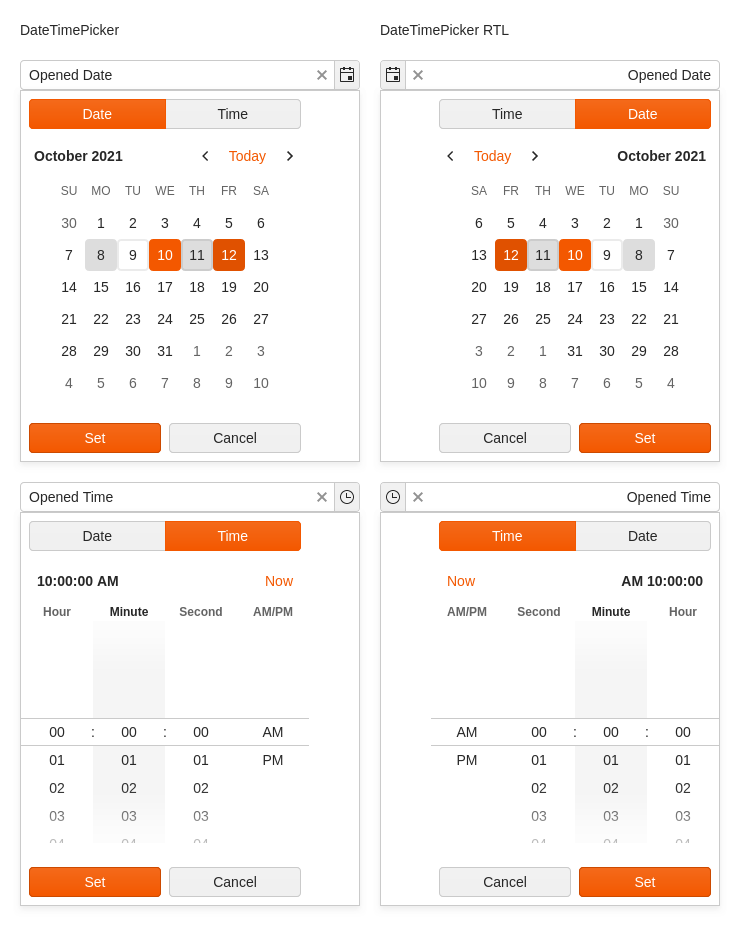 DateTimePicker
Opened Date
Date Time
October 2021 Today
SU MO TU WE TH FR SA
30 1 2 3 4 5 6
7 8 9 10 11 12 13
14 15 16 17 18 19 20
21 22 23 24 25 26 27
28 29 30 31 1 2 3
4 5 6 7 8 9 10
Set Cancel
Opened Time
Date Time
10:00:00 AM Now
Hour Minute Second AM/PM
00 : 00 : 00 AM
01 01 01 PM
02 02 02
03 03 03
04 04 04
Set Cancel
DateTimePicker RTL
Opened Date
Time Date
Today October 2021
SA FR TH WE TU MO SU
6 5 4 3 2 1 30
13 12 11 10 9 8 7
20 19 18 17 16 15 14
27 26 25 24 23 22 21
3 2 1 31 30 29 28
10 9 8 7 6 5 4
Cancel Set
Opened Time
Time Date
Now AM 10:00:00
AM/PM Second Minute Hour
AM 00 : 00 : 00
PM 01 01 01
02 02 02
03 03 03
04 04 04
Cancel Set